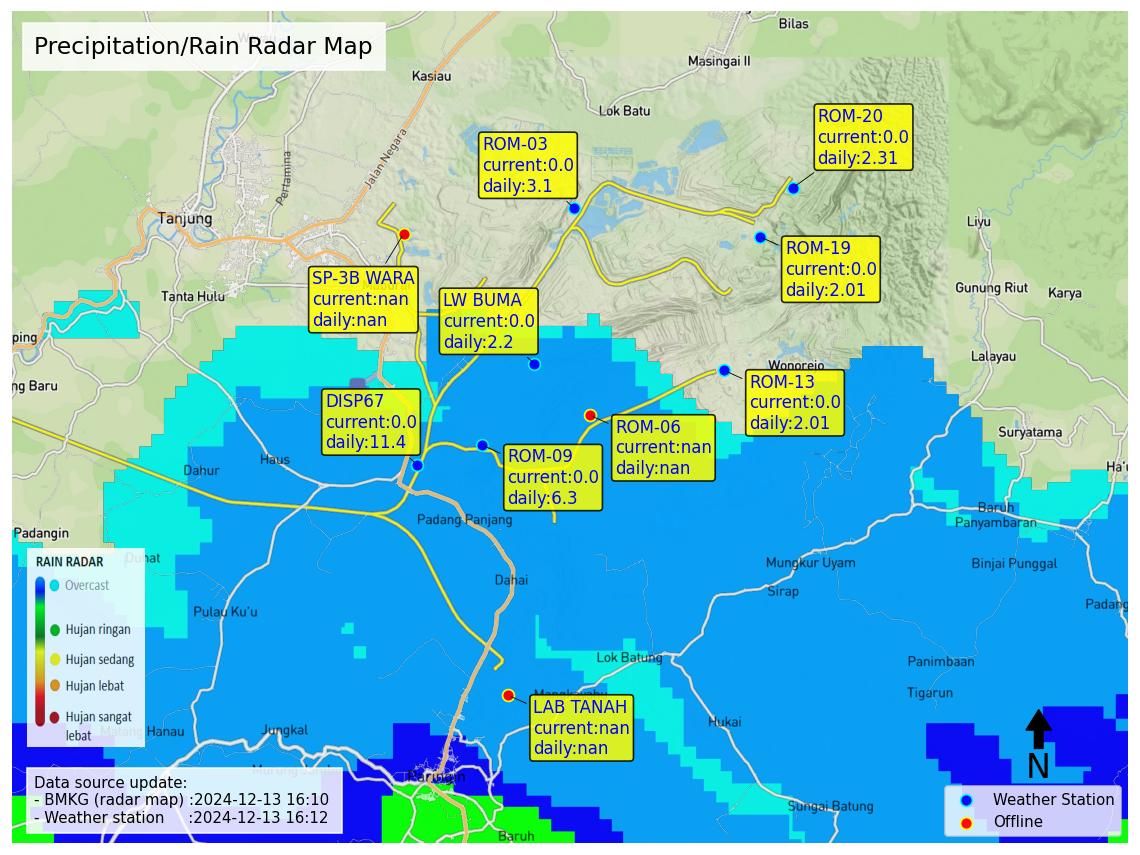 Precipitation/Rain Radar Map
Bilas
Masingai II
Kasiau
Lok Batu
Jalan Negara
Pertamina
Tanjung
Tanta Hulu
ROM-03
current:0.0
daily:3.1
ROM-20
current:0.0
daily:2.31
ROM-19
current:0.0
daily:2.01
SP-3B WARA
current:nan
daily:nan
LW BUMA
current:0.0
daily:2.2
Liyu
Gunung Riut
Karya
Lalayau
Wonorejo
ping
ng Baru
ROM-13
current:0.0
daily:2.01
DISP67
current:0.0
daily:11.4
ROM-06
current:nan
daily:nan
ROM-09
current:0.0
daily:6.3
Suryatama
Ha'u
Dahur
Haus
Padang Panjang
Baruh
Panyambaran
Padangin
Dahai
Mungkur Uyam
Binjai Punggal
Sirap
Padang
Pulau Ku'u
RAIN RADAR
Overcast
Hujan ringan
Hujan sedang
Hujan lebat
Hujan sangat
lebat
Lok Batung
Panimbaan
Tigarun
LAB TANAH
current:nan
daily:nan
Hukai
Matang Hanau
Jungkal
Paringin
Sungai Batung
Baruh
Data source update:
- BMKG (radar map) :2024-12-13 16:10
- Weather station :2024-12-13 16:12
N
Weather Station
Offline